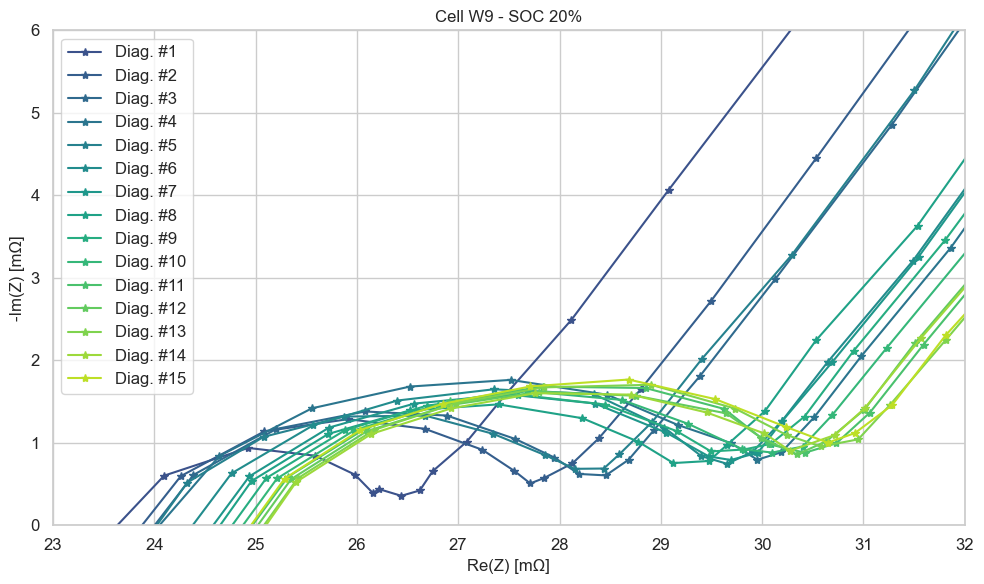 Cell W9 - SOC 20%
6
5
4
3
2
1
0
-Im(Z) [mΩ]
Diag. #1
Diag. #2
Diag. #3
Diag. #4
Diag. #5
Diag. #6
Diag. #7
Diag. #8
Diag. #9
Diag. #10
Diag. #11
Diag. #12
Diag. #13
Diag. #14
Diag. #15
23 24 25 26 27 28 29 30 31 32
Re(Z) [mΩ]